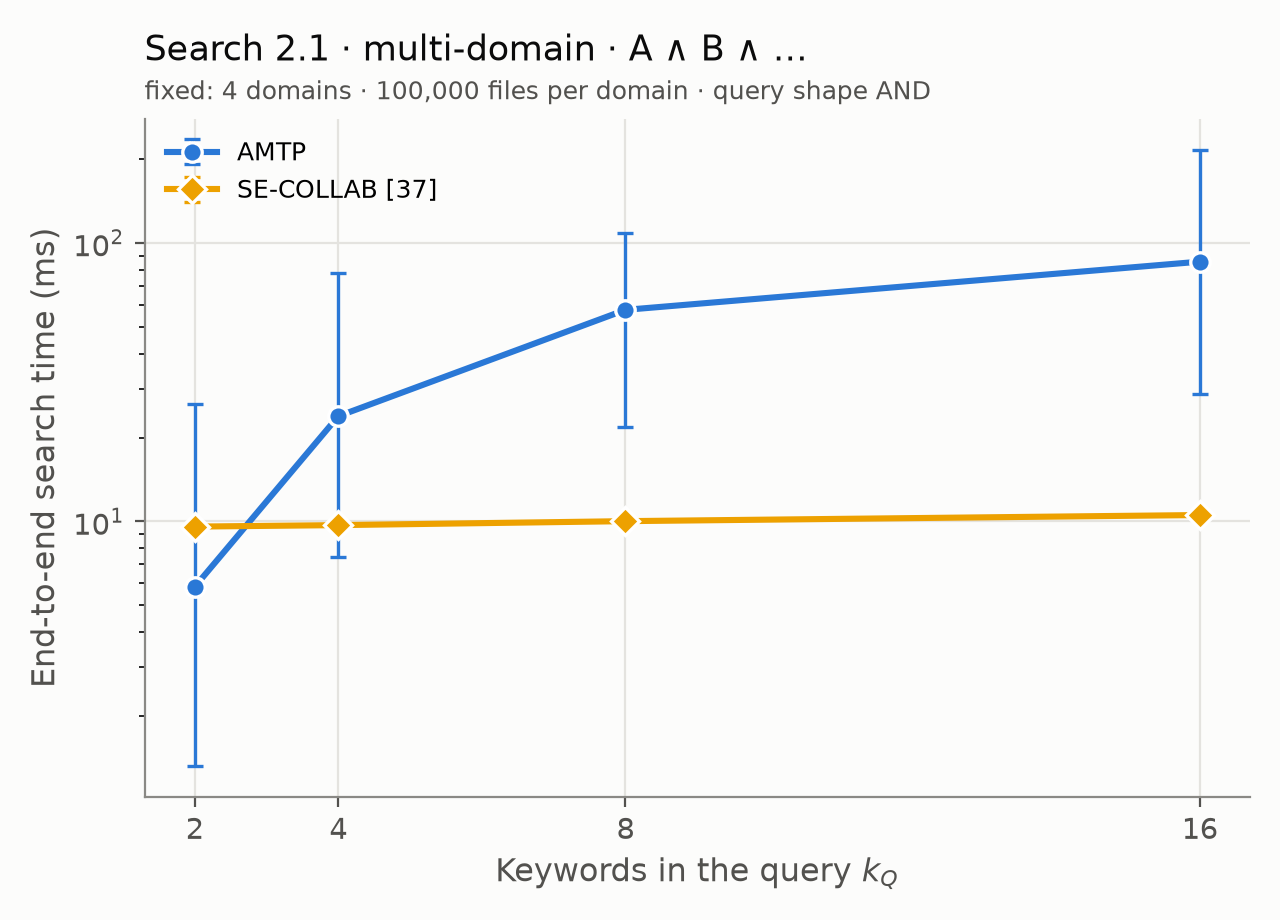 Search 2.1 · multi-domain · A ∧ B ∧ …
fixed: 4 domains · 100,000 files per domain · query shape AND
AMTP
SE-COLLAB [37]
End-to-end search time (ms)
10²
10¹
2 4 8 16
Keywords in the query k_Q